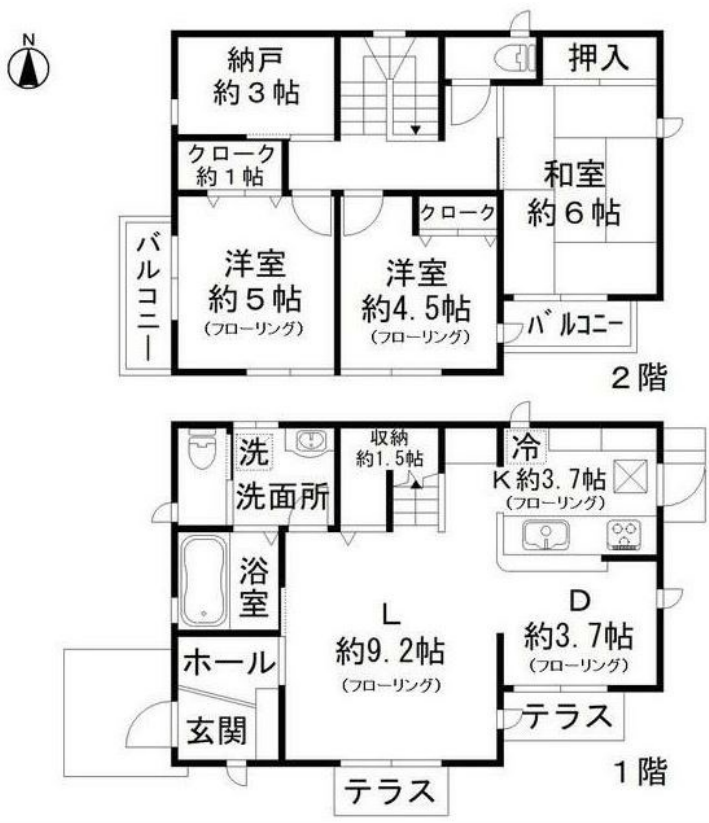 N
納戸
約3帖
押入
クローク
約1帖
和室
約6帖
クローク
バルコニー
洋室
約5帖
(フローリング)
洋室
約4.5帖
(フローリング)
バルコニー
2階
洗
洗面所
収納
約1.5帖
冷
K約3.7帖
(フローリング)
浴室
L
約9.2帖
(フローリング)
D
約3.7帖
(フローリング)
ホール
玄関
テラス
テラス
1階